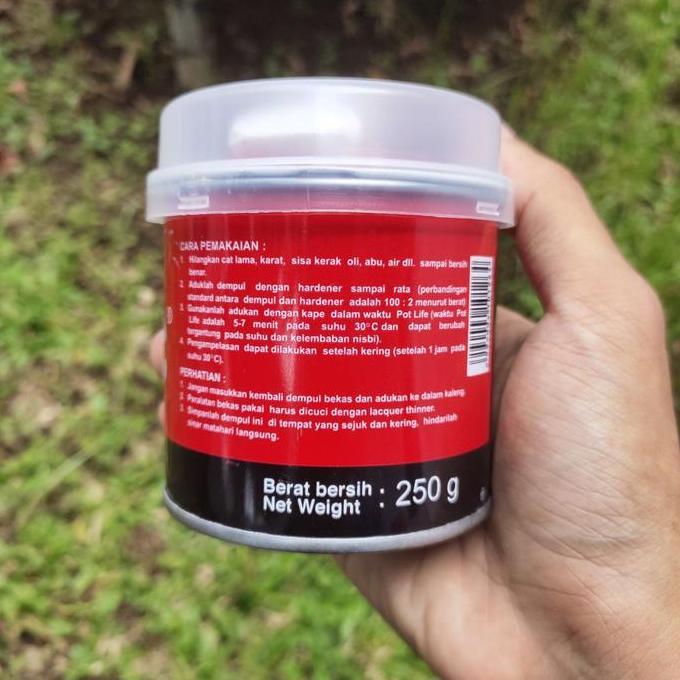 CARA PEMAKAIAN :
1. Hilangkan cat lama, karat, sisa kerak oli, abu, air dll. sampai bersih
benar.
2. Aduklah dempul dengan hardener sampai rata (perbandingan
standart antara dempul dan hardener adalah 100 : 2 menurut berat)
3. Gunakanlah adukan dengan kape dalam waktu Pot Life (waktu Pot
Life adalah 5-7 menit pada suhu 30°C dan dapat berubah
tergantung pada suhu dan kelembaban nisbi).
4. Pengampelasan dapat dilakukan setelah kering (setelah 1 jam pada
suhu 30°C).
PERHATIAN :
1. Jangan masukkan kembali dempul bekas dan adukan ke dalam kaleng.
2. Peralatan bekas pakai harus dicuci dengan lacquer thinner.
3. Simpanlah dempul ini di tempat yang sejuk dan kering, hindarilah
sinar matahari langsung.
Berat bersih : 250 g
Net Weight :